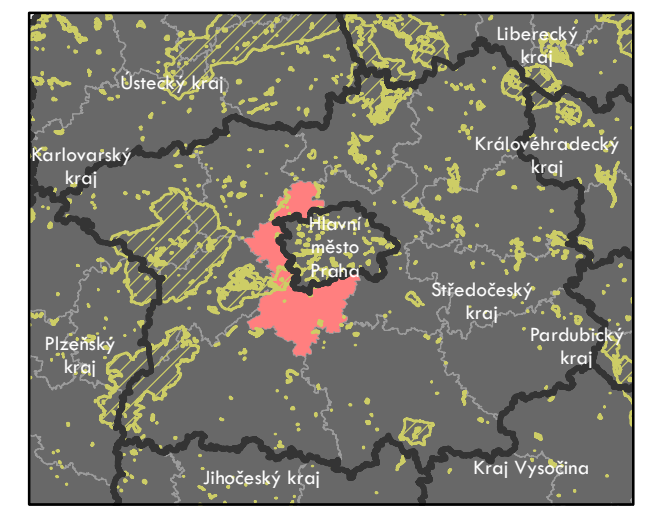 Liberecký
kraj
Ústecký kraj
Královéhradecký
kraj
Karlovarský
kraj
Hlavní
město
Praha
Středočeský
kraj
Plzeňský
kraj
Pardubický
kraj
Jihočeský kraj
Kraj Vysočina